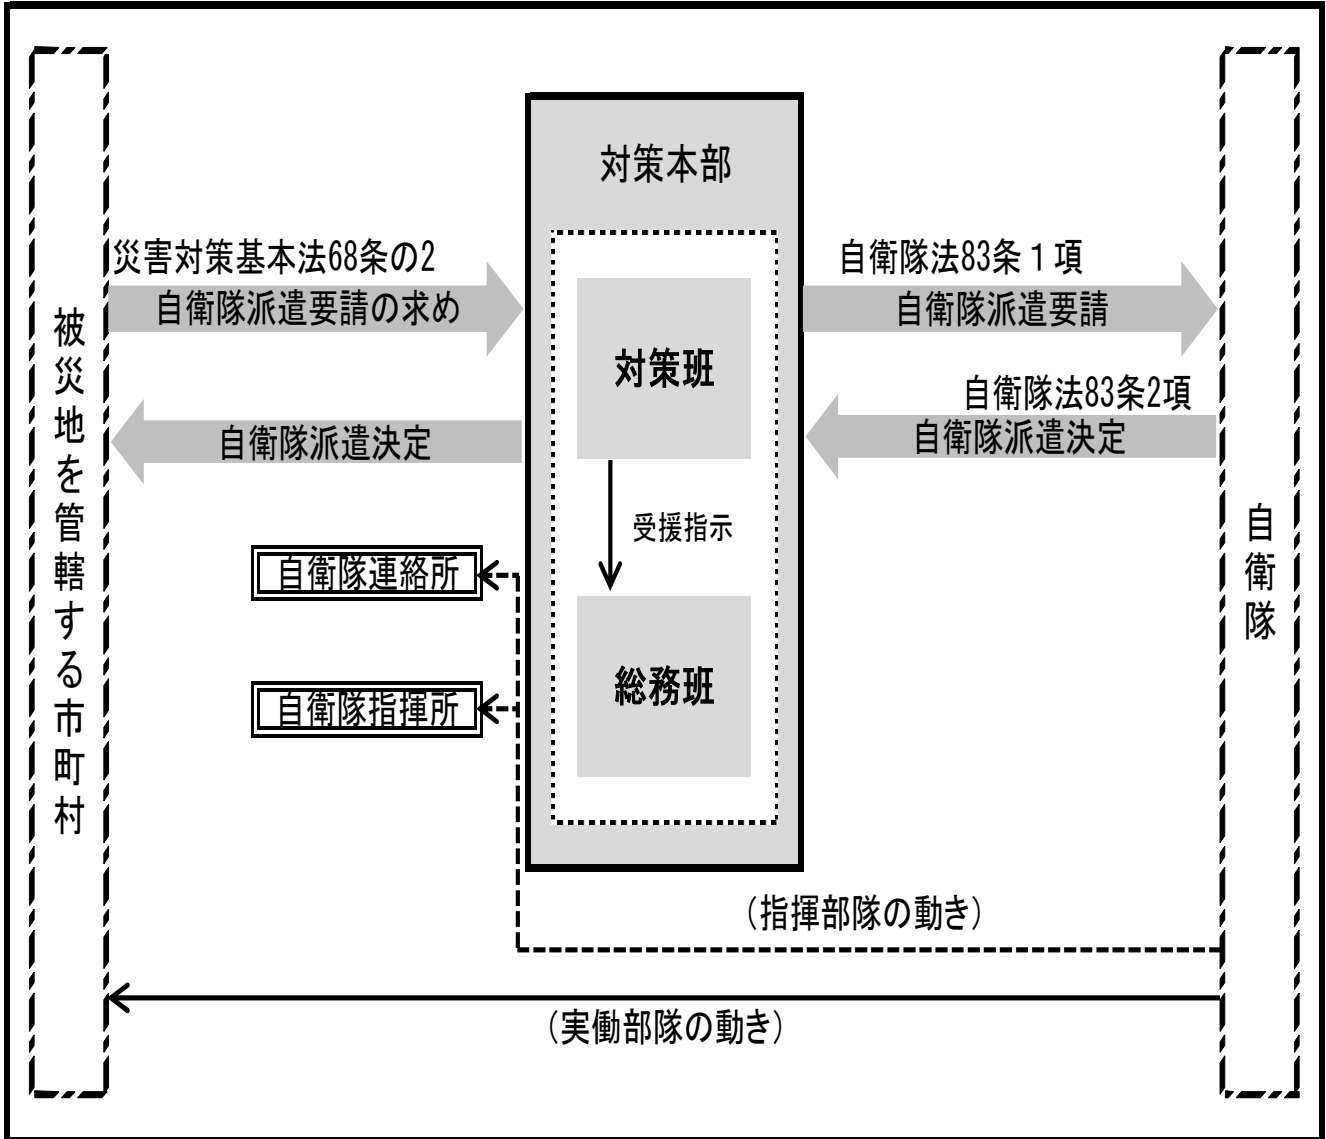 対策本部
災害対策基本法68条の2
自衛隊派遣要請の求め
自衛隊法83条１項
自衛隊派遣要請
被災地を管轄する市町村
対策班
自衛隊法83条2項
自衛隊派遣決定
自衛隊派遣決定
受援指示
自衛隊
自衛隊連絡所
総務班
自衛隊指揮所
(指揮部隊の動き)
(実働部隊の動き)